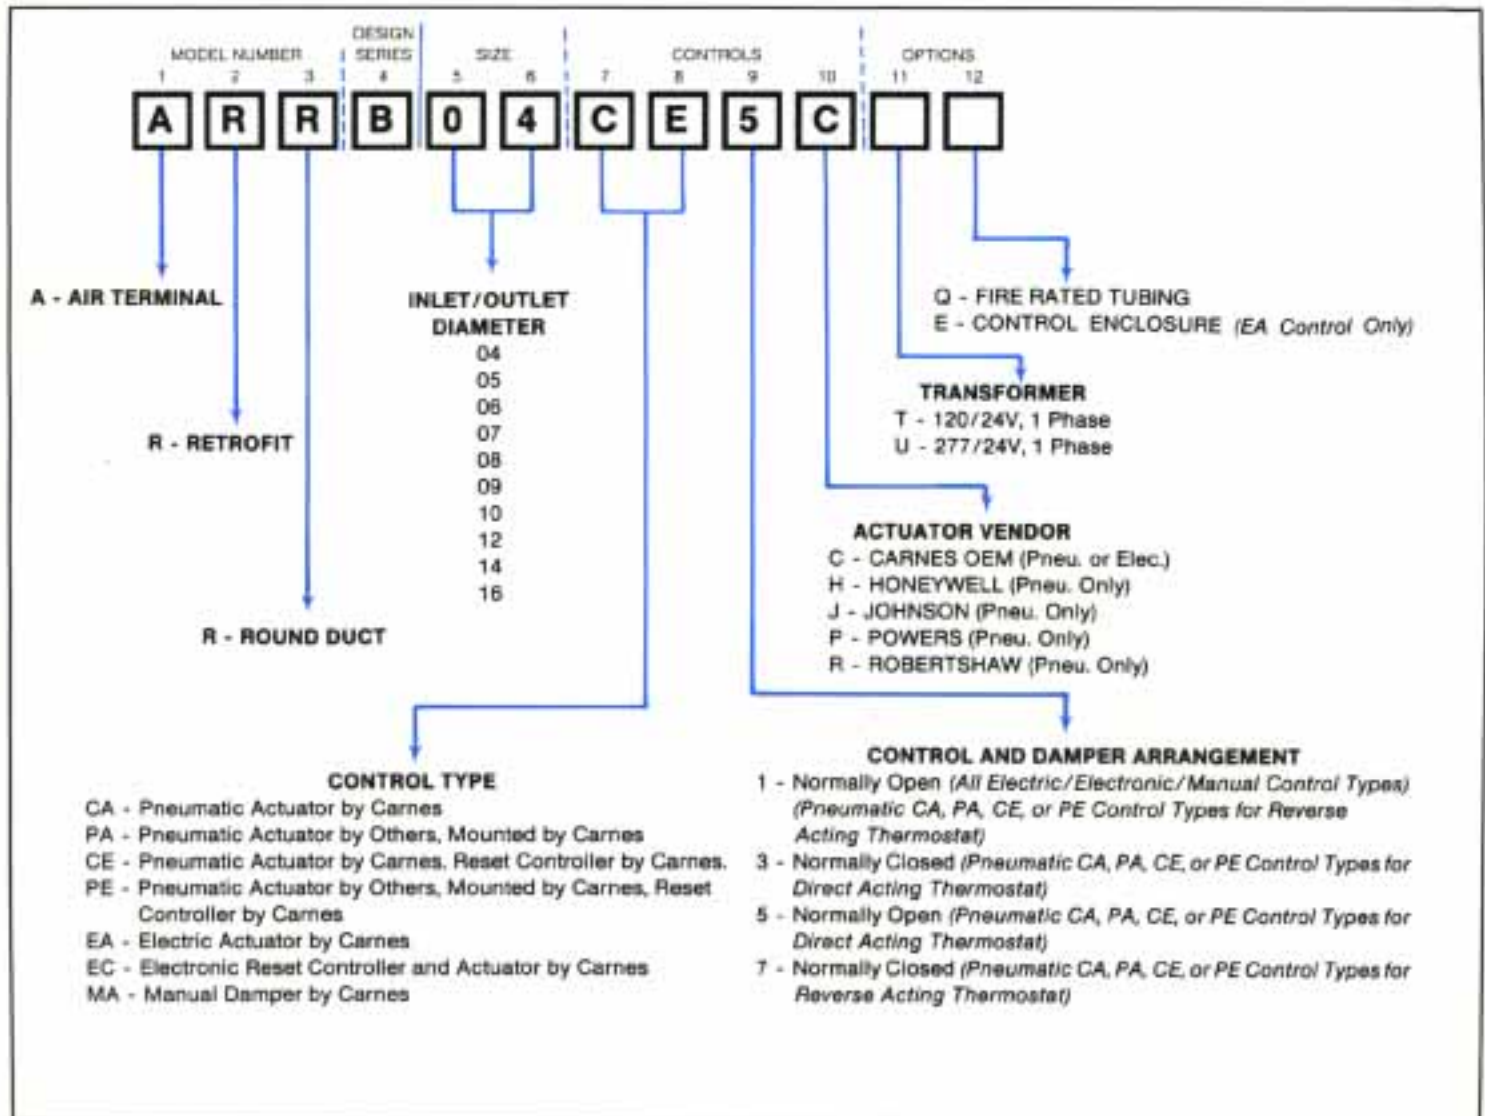 DESIGN
MODEL NUMBER SERIES SIZE CONTROLS OPTIONS
1 2 3 4 5 6 7 8 9 10 11 12
A R R B 0 4 C E 5 C
A - AIR TERMINAL
R - RETROFIT
R - ROUND DUCT
INLET/OUTLET
DIAMETER
04
05
06
07
08
09
10
12
14
16
Q - FIRE RATED TUBING
E - CONTROL ENCLOSURE (EA Control Only)
TRANSFORMER
T - 120/24V, 1 Phase
U - 277/24V, 1 Phase
ACTUATOR VENDOR
C - CARNES OEM (Pneu. or Elec.)
H - HONEYWELL (Pneu. Only)
J - JOHNSON (Pneu. Only)
P - POWERS (Pneu. Only)
R - ROBERTSHAW (Pneu. Only)
CONTROL TYPE
CA - Pneumatic Actuator by Carnes
PA - Pneumatic Actuator by Others, Mounted by Carnes
CE - Pneumatic Actuator by Carnes. Reset Controller by Carnes.
PE - Pneumatic Actuator by Others, Mounted by Carnes, Reset
Controller by Carnes
EA - Electric Actuator by Carnes
EC - Electronic Reset Controller and Actuator by Carnes
MA - Manual Damper by Carnes
CONTROL AND DAMPER ARRANGEMENT
1 - Normally Open (All Electric/Electronic/Manual Control Types)
(Pneumatic CA, PA, CE, or PE Control Types for Reverse
Acting Thermostat)
3 - Normally Closed (Pneumatic CA, PA, CE, or PE Control Types for
Direct Acting Thermostat)
5 - Normally Open (Pneumatic CA, PA, CE, or PE Control Types for
Direct Acting Thermostat)
7 - Normally Closed (Pneumatic CA, PA, CE, or PE Control Types for
Reverse Acting Thermostat)